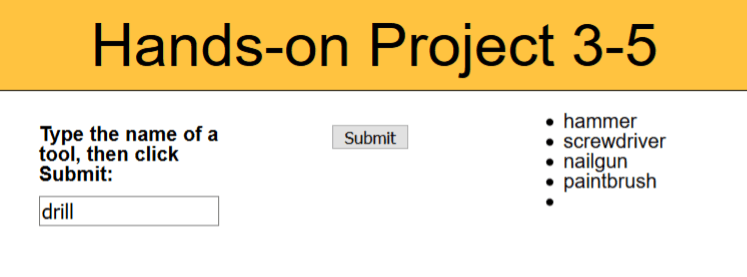 Hands-on Project 3-5
Type the name of a
tool, then click
Submit:
drill
Submit
hammer
screwdriver
nailgun
paintbrush